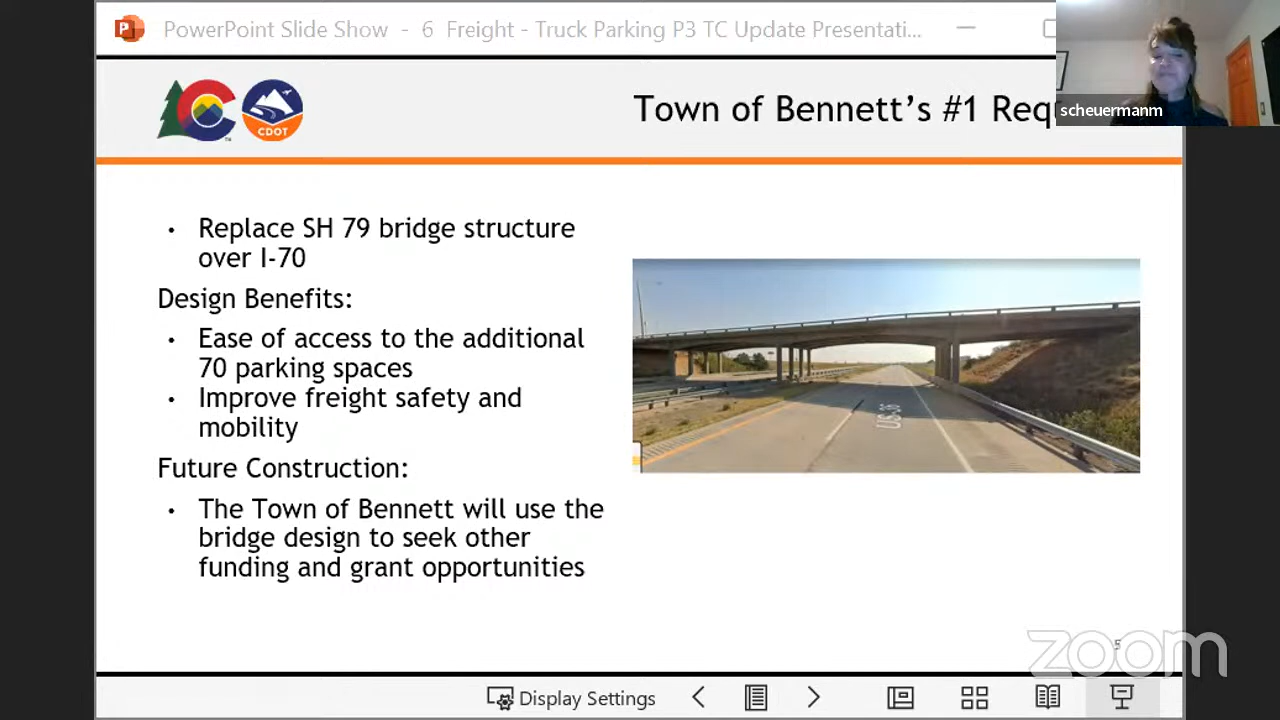 PowerPoint Slide Show - 6 Freight - Truck Parking P3 TC Update Presentati...
scheuermanm
CDOT
Town of Bennett's #1 Req
• Replace SH 79 bridge structure
over I-70
Design Benefits:
• Ease of access to the additional
70 parking spaces
• Improve freight safety and
mobility
Future Construction:
• The Town of Bennett will use the
bridge design to seek other
funding and grant opportunities
US-36
5
zoom
Display Settings